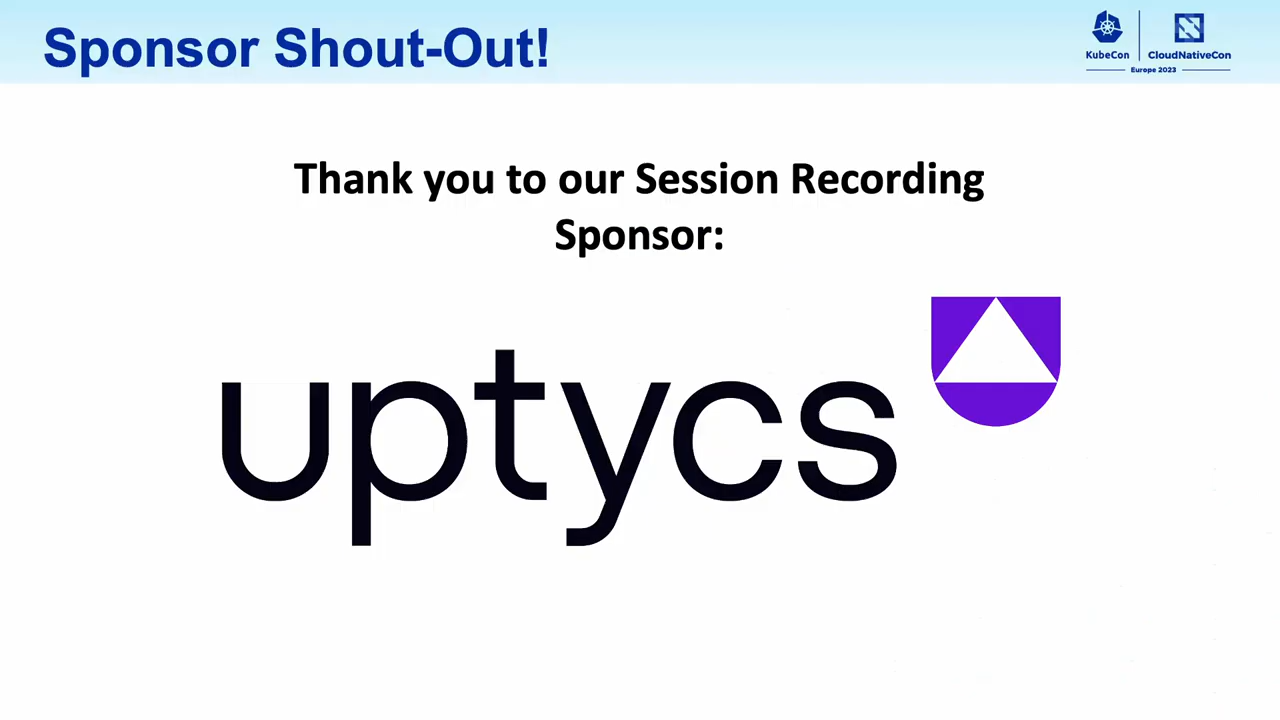 Sponsor Shout-Out!
KubeCon
CloudNativeCon
Europe 2023
Thank you to our Session Recording
Sponsor:
uptycs